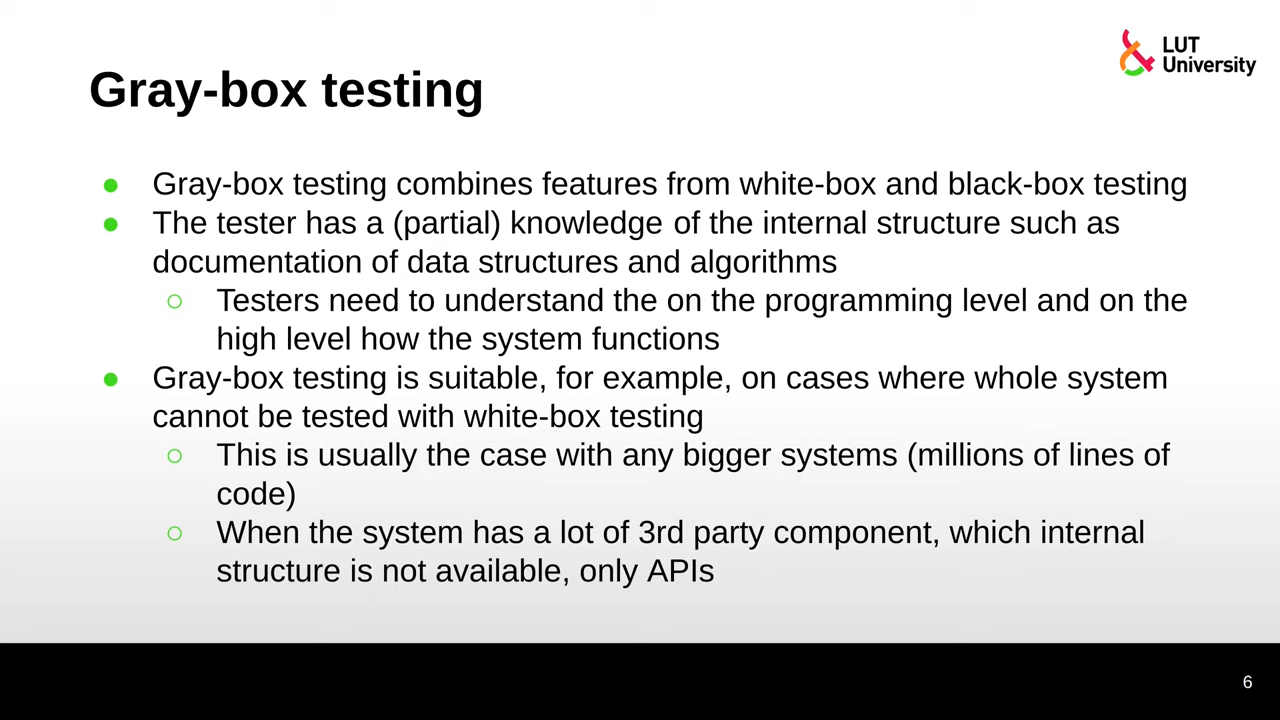 LUT
University
Gray-box testing
● Gray-box testing combines features from white-box and black-box testing
● The tester has a (partial) knowledge of the internal structure such as
documentation of data structures and algorithms
○ Testers need to understand the on the programming level and on the
high level how the system functions
● Gray-box testing is suitable, for example, on cases where whole system
cannot be tested with white-box testing
○ This is usually the case with any bigger systems (millions of lines of
code)
○ When the system has a lot of 3rd party component, which internal
structure is not available, only APIs
6